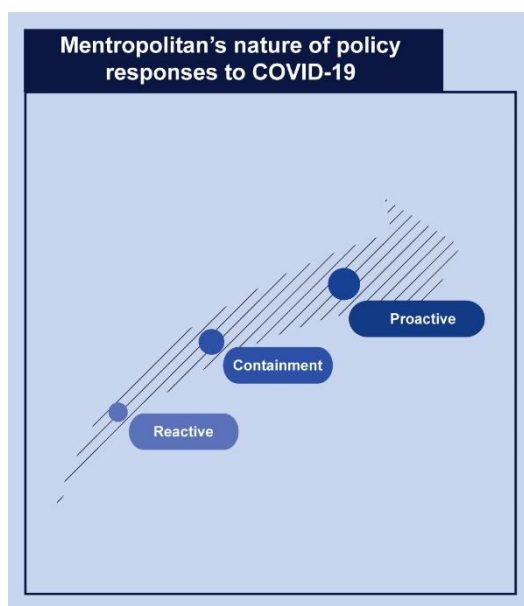 Mentropolitan’s nature of policy
responses to COVID-19
Proactive
Containment
Reactive